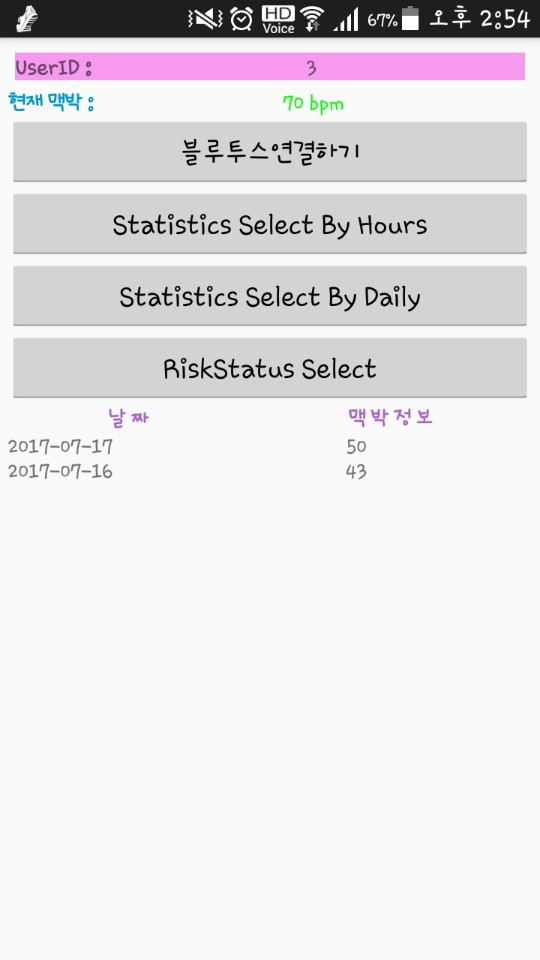 HD Voice 67% 오후 2:54
UserID : 3
현재 맥박 : 70 bpm
블루투스연결하기
Statistics Select By Hours
Statistics Select By Daily
RiskStatus Select
날 짜 맥 박 정 보
2017-07-17 50
2017-07-16 43